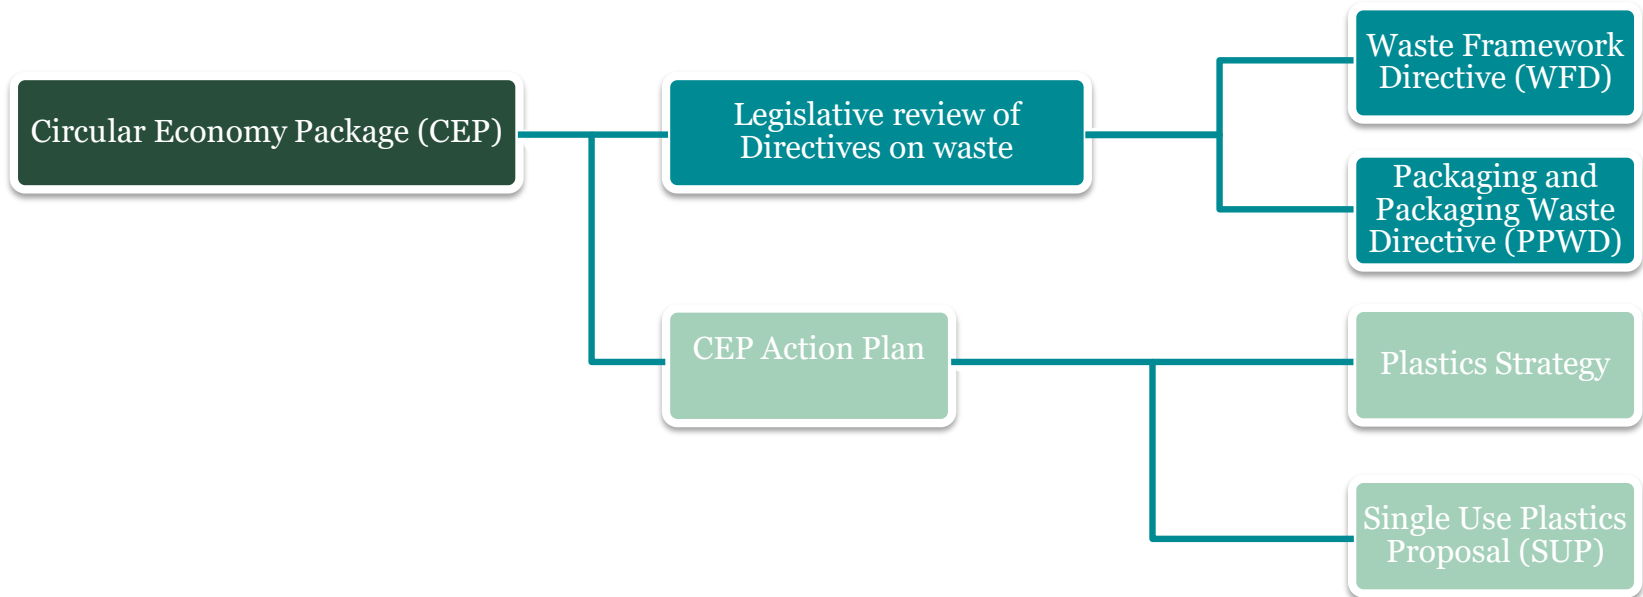 Circular Economy Package (CEP)
Legislative review of
Directives on waste
Waste Framework
Directive (WFD)
Packaging and
Packaging Waste
Directive (PPWD)
CEP Action Plan
Plastics Strategy
Single Use Plastics
Proposal (SUP)